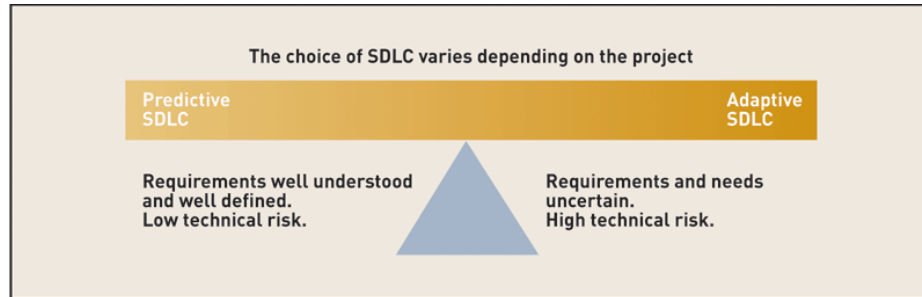 The choice of SDLC varies depending on the project
Predictive
SDLC
Adaptive
SDLC
Requirements well understood
and well defined.
Low technical risk.
Requirements and needs
uncertain.
High technical risk.